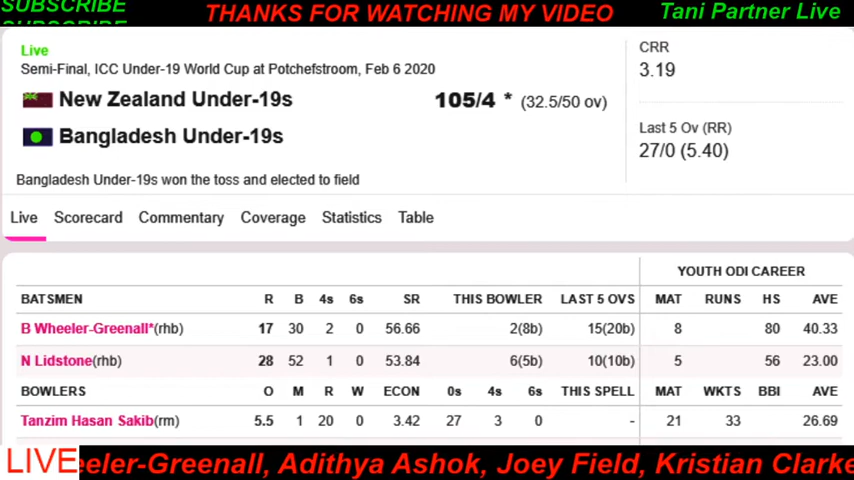 SUBSCRIBE
SUBSCRIBE
THANKS FOR WATCHING MY VIDEO
Tani Partner Live
Live
Semi-Final, ICC Under-19 World Cup at Potchefstroom, Feb 6 2020
New Zealand Under-19s 105/4 * (32.5/50 ov)
Bangladesh Under-19s
Bangladesh Under-19s won the toss and elected to field
CRR
3.19
Last 5 Ov (RR)
27/0 (5.40)
Live Scorecard Commentary Coverage Statistics Table
YOUTH ODI CAREER
BATSMEN R B 4s 6s SR THIS BOWLER LAST 5 OVS MAT RUNS HS AVE
B Wheeler-Greenall*(rhb) 17 30 2 0 56.66 2(8b) 15(20b) 8 80 40.33
N Lidstone(rhb) 28 52 1 0 53.84 6(5b) 10(10b) 5 56 23.00
BOWLERS O M R W ECON 0s 4s 6s THIS SPELL MAT WKTS BBI AVE
Tanzim Hasan Sakib(rm) 5.5 1 20 0 3.42 27 3 0 - 21 33 26.69
LIVE eeler-Greenall, Adithya Ashok, Joey Field, Kristian Clarke